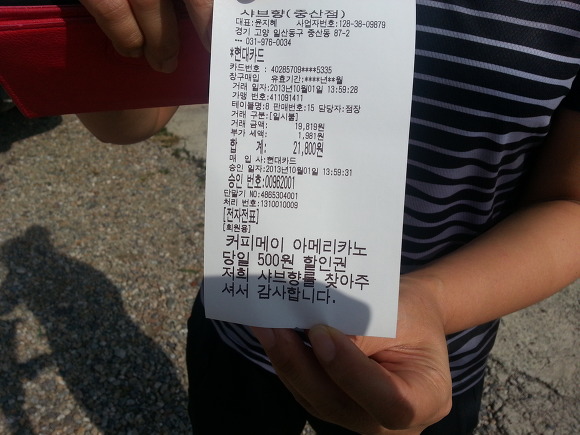 샤브향(중산점)
대표:윤지혜 사업자번호:128-38-09879
경기 고양 일산동구 중산동 87-2
*** 031-976-0034
*현대카드
카드번호 : 40285709****5335
창구매입 유효기간:****년**월
거래 일자:2013년10월01일 13:59:28
가맹 번호:411091411
테이블명:8 판매번호:15 담당자:점장
거래 구분:[일시불]
거래 금액: 19,819원
부가 세액: 1,981원
합 계: 21,800원
매 입 사:현대카드
승인 일자:2013년10월01일 13:59:31
승인 번호:00962001
단말기 NO:4865304001
처리 번호:1310010009
[전자전표]
[회원용]
커피메이 아메리카노
당일 500원 할인권
저희 샤브향를 찾아주
셔서 감사합니다.